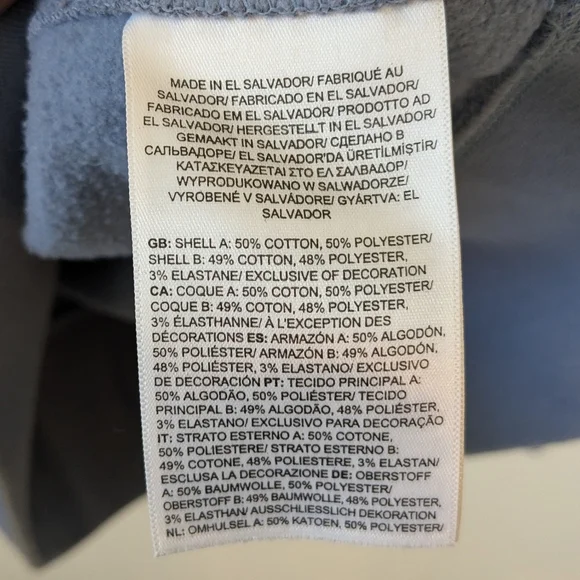 MADE IN EL SALVADOR/ FABRIQUÉ AU
SALVADOR/ FABRICADO EN EL SALVADOR/
FABRICADO EM EL SALVADOR/ PRODOTTO AD
EL SALVADOR/ HERGESTELLT IN EL SALVADOR/
GEMAAKT IN SALVADOR/ СДЕЛАНО В
САЛЬВАДОРЕ/ EL SALVADOR'DA ÜRETİLMİŞTİR/
ΚΑΤΑΣΚΕΥΑΖΕΤΑΙ ΣΤΟ ΕΛ ΣΑΛΒΑΔΟΡ/
WYPRODUKOWANO W SALWADORZE/
VYROBENÉ V SALVÁDORE/ GYÁRTVA: EL
SALVADOR
GB: SHELL A: 50% COTTON, 50% POLYESTER/
SHELL B: 49% COTTON, 48% POLYESTER,
3% ELASTANE/ EXCLUSIVE OF DECORATION
CA: COQUE A: 50% COTON, 50% POLYESTER/
COQUE B: 49% COTON, 48% POLYESTER,
3% ÉLASTHANNE/ À L'EXCEPTION DES
DÉCORATIONS ES: ARMAZÓN A: 50% ALGODÓN,
50% POLIÉSTER/ ARMAZÓN B: 49% ALGODÓN,
48% POLIÉSTER, 3% ELASTANO/ EXCLUSIVO
DE DECORACIÓN PT: TECIDO PRINCIPAL A:
50% ALGODÃO, 50% POLIÉSTER/ TECIDO
PRINCIPAL B: 49% ALGODÃO, 48% POLIÉSTER,
3% ELASTANO/ EXCLUSIVO PARA DECORAÇÃO
IT: STRATO ESTERNO A: 50% COTONE,
50% POLIESTERE/ STRATO ESTERNO B:
49% COTONE, 48% POLIESTERE, 3% ELASTAN/
ESCLUSA LA DECORAZIONE DE: OBERSTOFF
A: 50% BAUMWOLLE, 50% POLYESTER/
OBERSTOFF B: 49% BAUMWOLLE, 48% POLYESTER,
3% ELASTHAN/ AUSSCHLIESSLICH DEKORATION
NL: OMHULSEL A: 50% KATOEN, 50% POLYESTER/